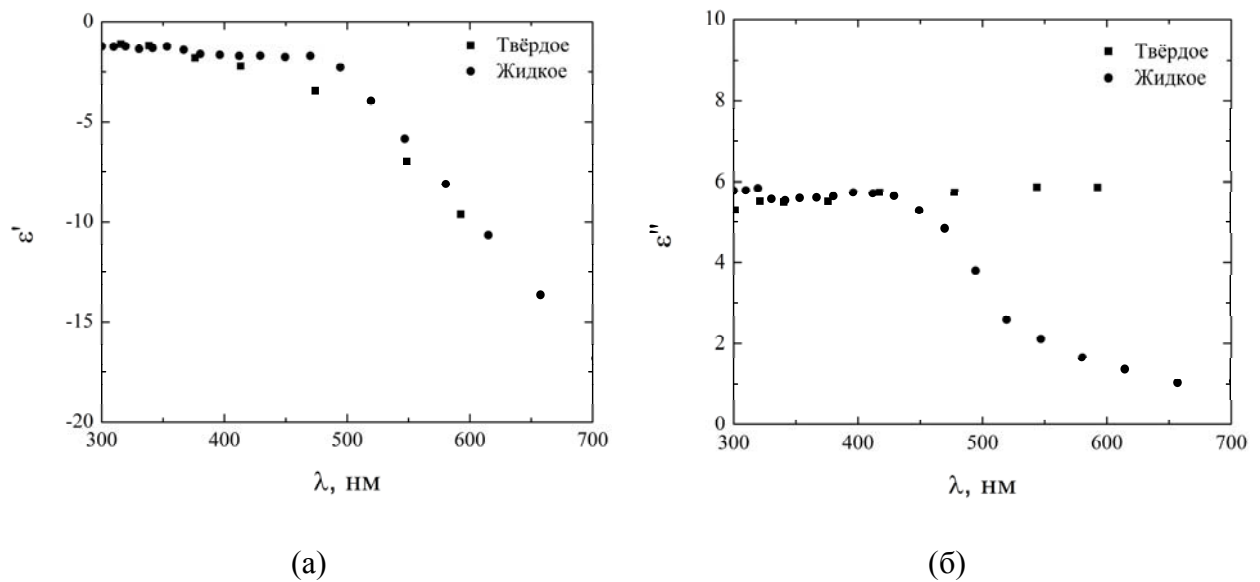 0
-5
-10
-15
-20
ε'
300
400
500
600
700
λ, нм
Твёрдое
Жидкое
(а)
10
8
6
4
2
0
ε"
300
400
500
600
700
λ, нм
Твёрдое
Жидкое
(б)